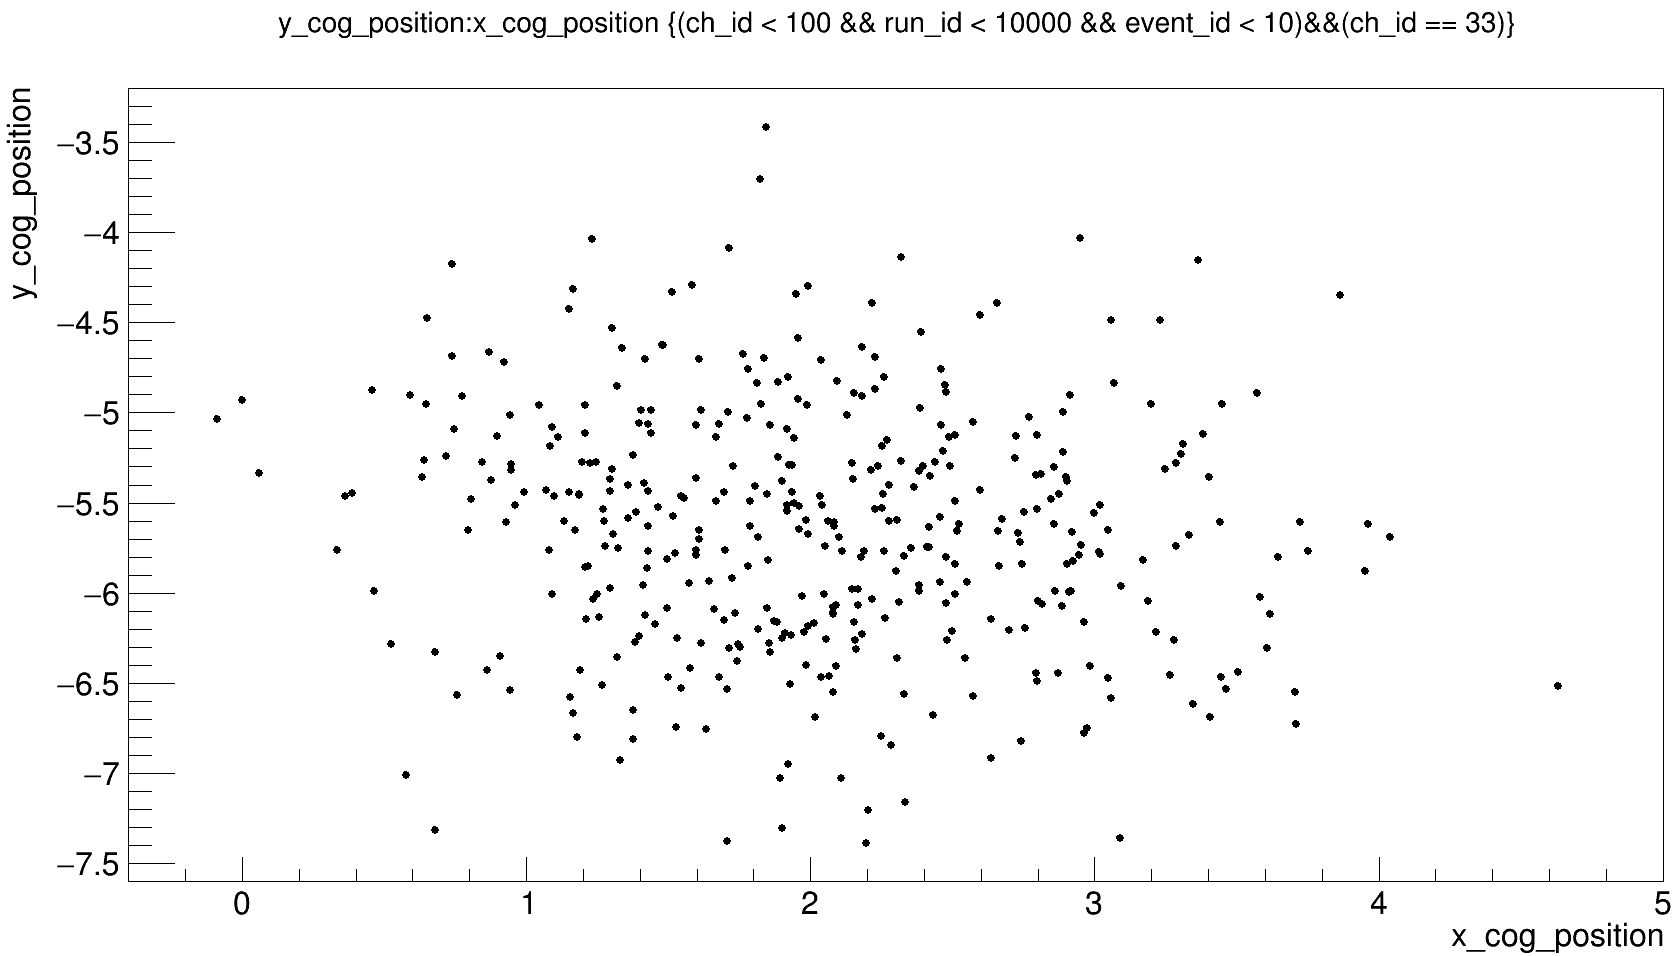 y_cog_position:x_cog_position {(ch_id < 100 && run_id < 10000 && event_id < 10)&&(ch_id == 33)}
y_cog_position
−3.5
−4
−4.5
−5
−5.5
−6
−6.5
−7
−7.5
0 1 2 3 4 5
x_cog_position